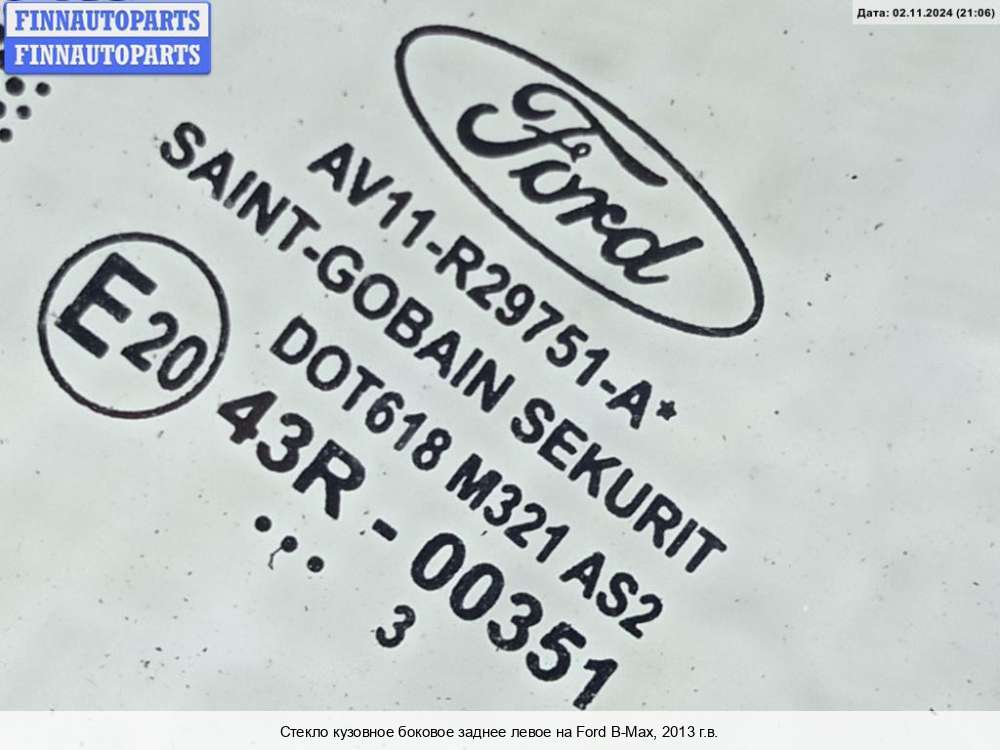 FINNAUTOPARTS
FINNAUTOPARTS
Дата: 02.11.2024 (21:06)
Ford
AV11-R29751-A*
SAINT-GOBAIN SEKURIT
DOT618 M321 AS2
E20
43R - 00351
...
3
Стекло кузовное боковое заднее левое на Ford B-Max, 2013 г.в.